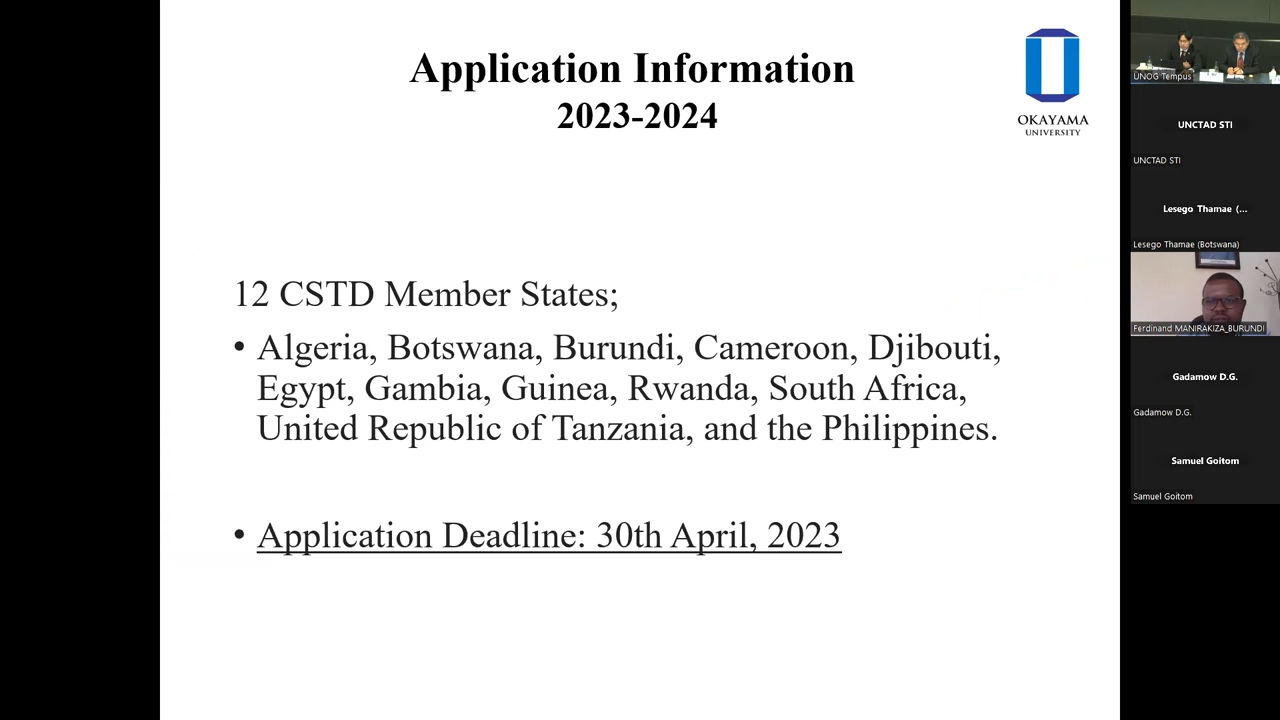 Application Information
2023-2024
OKAYAMA
UNIVERSITY
12 CSTD Member States;
• Algeria, Botswana, Burundi, Cameroon, Djibouti,
Egypt, Gambia, Guinea, Rwanda, South Africa,
United Republic of Tanzania, and the Philippines.
• Application Deadline: 30th April, 2023
UNOG Tempus
UNCTAD STI
UNCTAD STI
Lesego Thamae (...
Lesego Thamae (Botswana)
Ferdinand MANIRAKIZA_BURUNDI
Gadamow D.G.
Gadamow D.G.
Samuel Goitom
Samuel Goitom